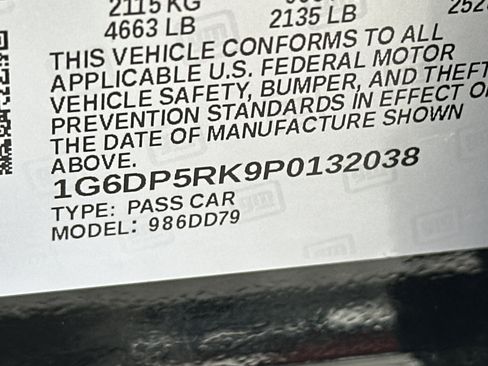 2115 KG
4663 LB 2135 LB
THIS VEHICLE CONFORMS TO ALL
APPLICABLE U.S. FEDERAL MOTOR
VEHICLE SAFETY, BUMPER, AND THEFT
PREVENTION STANDARDS IN EFFECT ON
THE DATE OF MANUFACTURE SHOWN
ABOVE.
1G6DP5RK9P0132038
TYPE: PASS CAR
MODEL: 986DD79